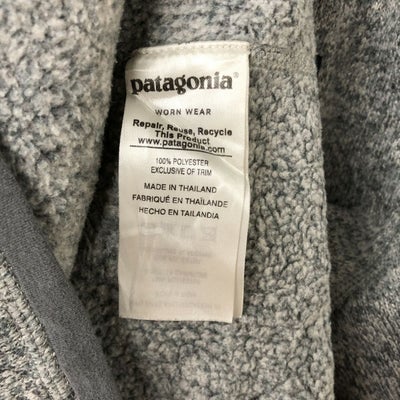 patagonia®
WORN WEAR
Repair, Reuse, Recycle
This Product
www.patagonia.com
100% POLYESTER
EXCLUSIVE OF TRIM
MADE IN THAILAND
FABRIQUÉ EN THAÏLANDE
HECHO EN TAILANDIA